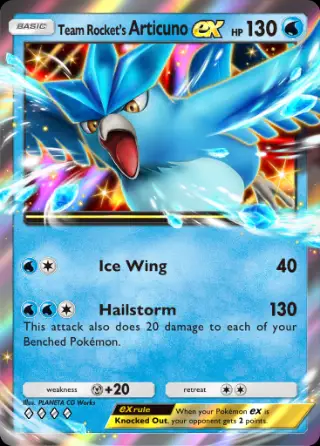 BASIC Team Rocket's Articuno ex HP 130
Ice Wing 40
Hailstorm 130
This attack also does 20 damage to each of your
Benched Pokémon.
weakness +20 retreat
Illus. PLANETA CG Works
ex rule When your Pokémon ex is
Knocked Out, your opponent gets 2 points.